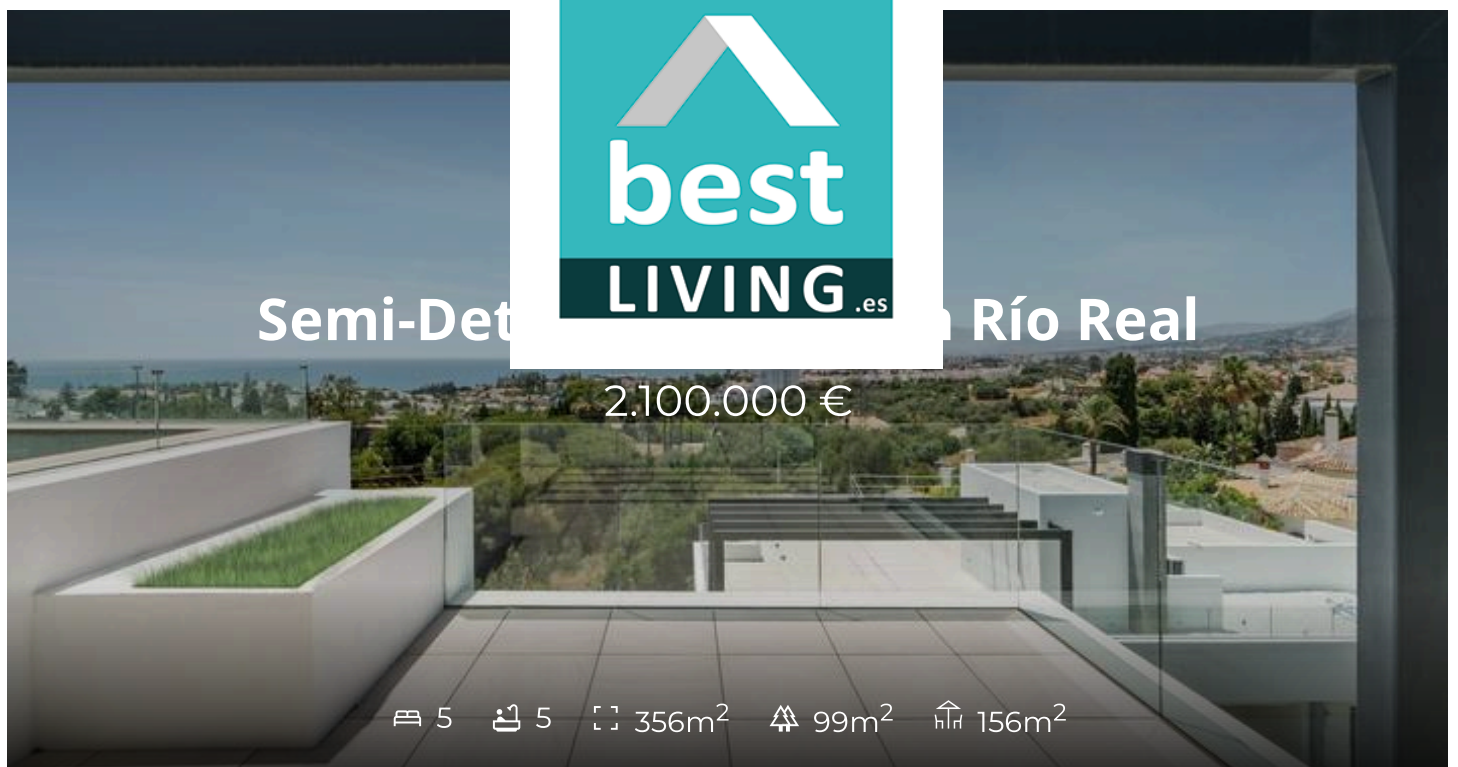 best
LIVING.es
Semi-Det Río Real
2.100.000 €
5 5 356m² 99m² 156m²